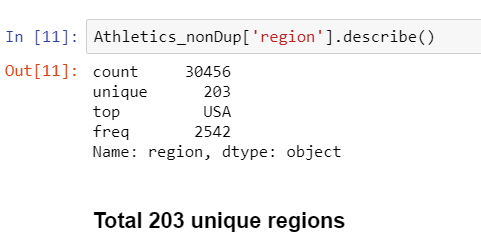 In [11]: Athletics_nonDup['region'].describe()
Out[11]: count 30456
unique 203
top USA
freq 2542
Name: region, dtype: object
Total 203 unique regions